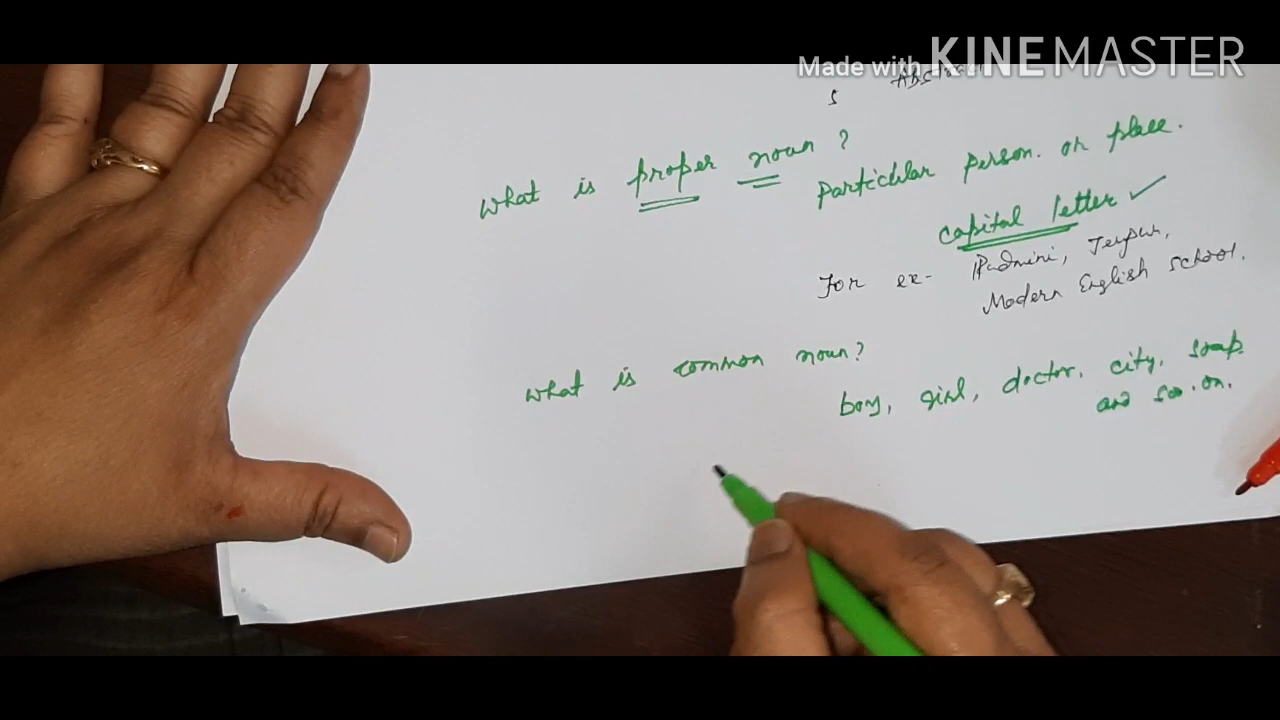 Made with KINEMASTER
What is proper noun?
Particular person. or place.
capital letter
For ex- Padmini, Jeypur,
Modern English school.
what is common noun?
boy, girl, doctor, city, soap
and so on.